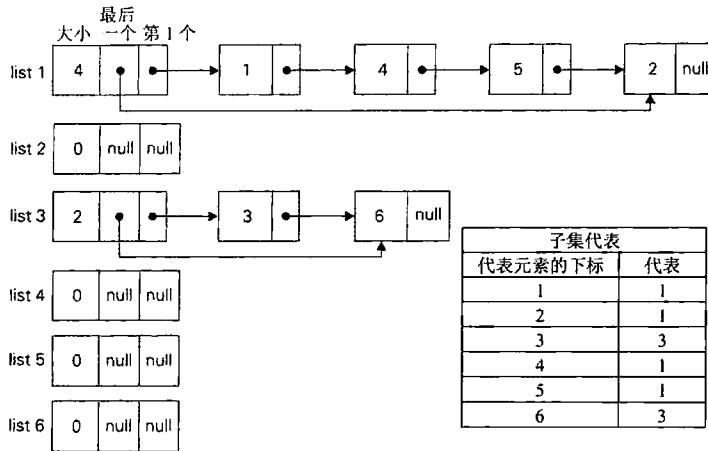 最后
大小 一个 第1个
list 1 4 1 4 5 2 null
list 2 0 null null
list 3 2 3 6 null
子集代表
代表元素的下标 代表
1 1
2 1
3 3
4 1
5 1
6 3
list 4 0 null null
list 5 0 null null
list 6 0 null null